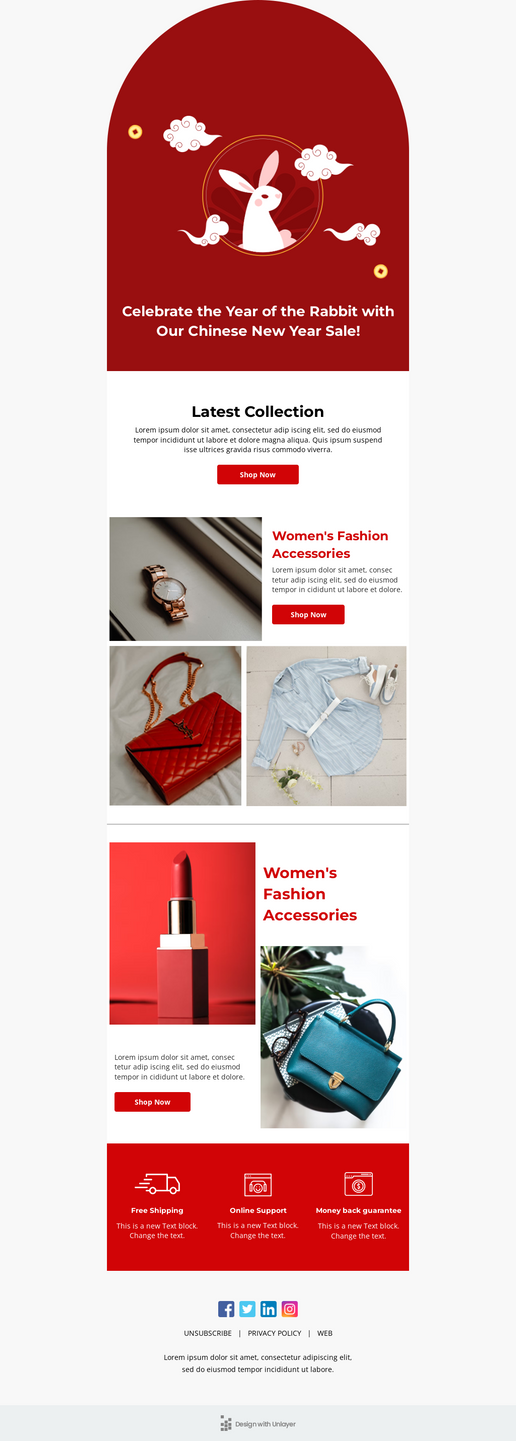 Celebrate the Year of the Rabbit with
Our Chinese New Year Sale!
Latest Collection
Lorem ipsum dolor sit amet, consectetur adip iscing elit, sed do eiusmod
tempor incididunt ut labore et dolore magna aliqua. Quis ipsum suspend
isse ultrices gravida risus commodo viverra.
Shop Now
Women's Fashion
Accessories
Lorem ipsum dolor sit amet, consec
tetur adip iscing elit, sed do eiusmod
tempor in cididunt ut labore et dolore.
Shop Now
Women's
Fashion
Accessories
Lorem ipsum dolor sit amet, consec
tetur adip iscing elit, sed do eiusmod
tempor in cididunt ut labore et dolore.
Shop Now
Free Shipping
This is a new Text block.
Change the text.
Online Support
This is a new Text block.
Change the text.
Money back guarantee
This is a new Text block.
Change the text.
UNSUBSCRIBE | PRIVACY POLICY | WEB
Lorem ipsum dolor sit amet, consectetur adipiscing elit,
sed do eiusmod tempor incididunt ut labore.
Design with Unlayer